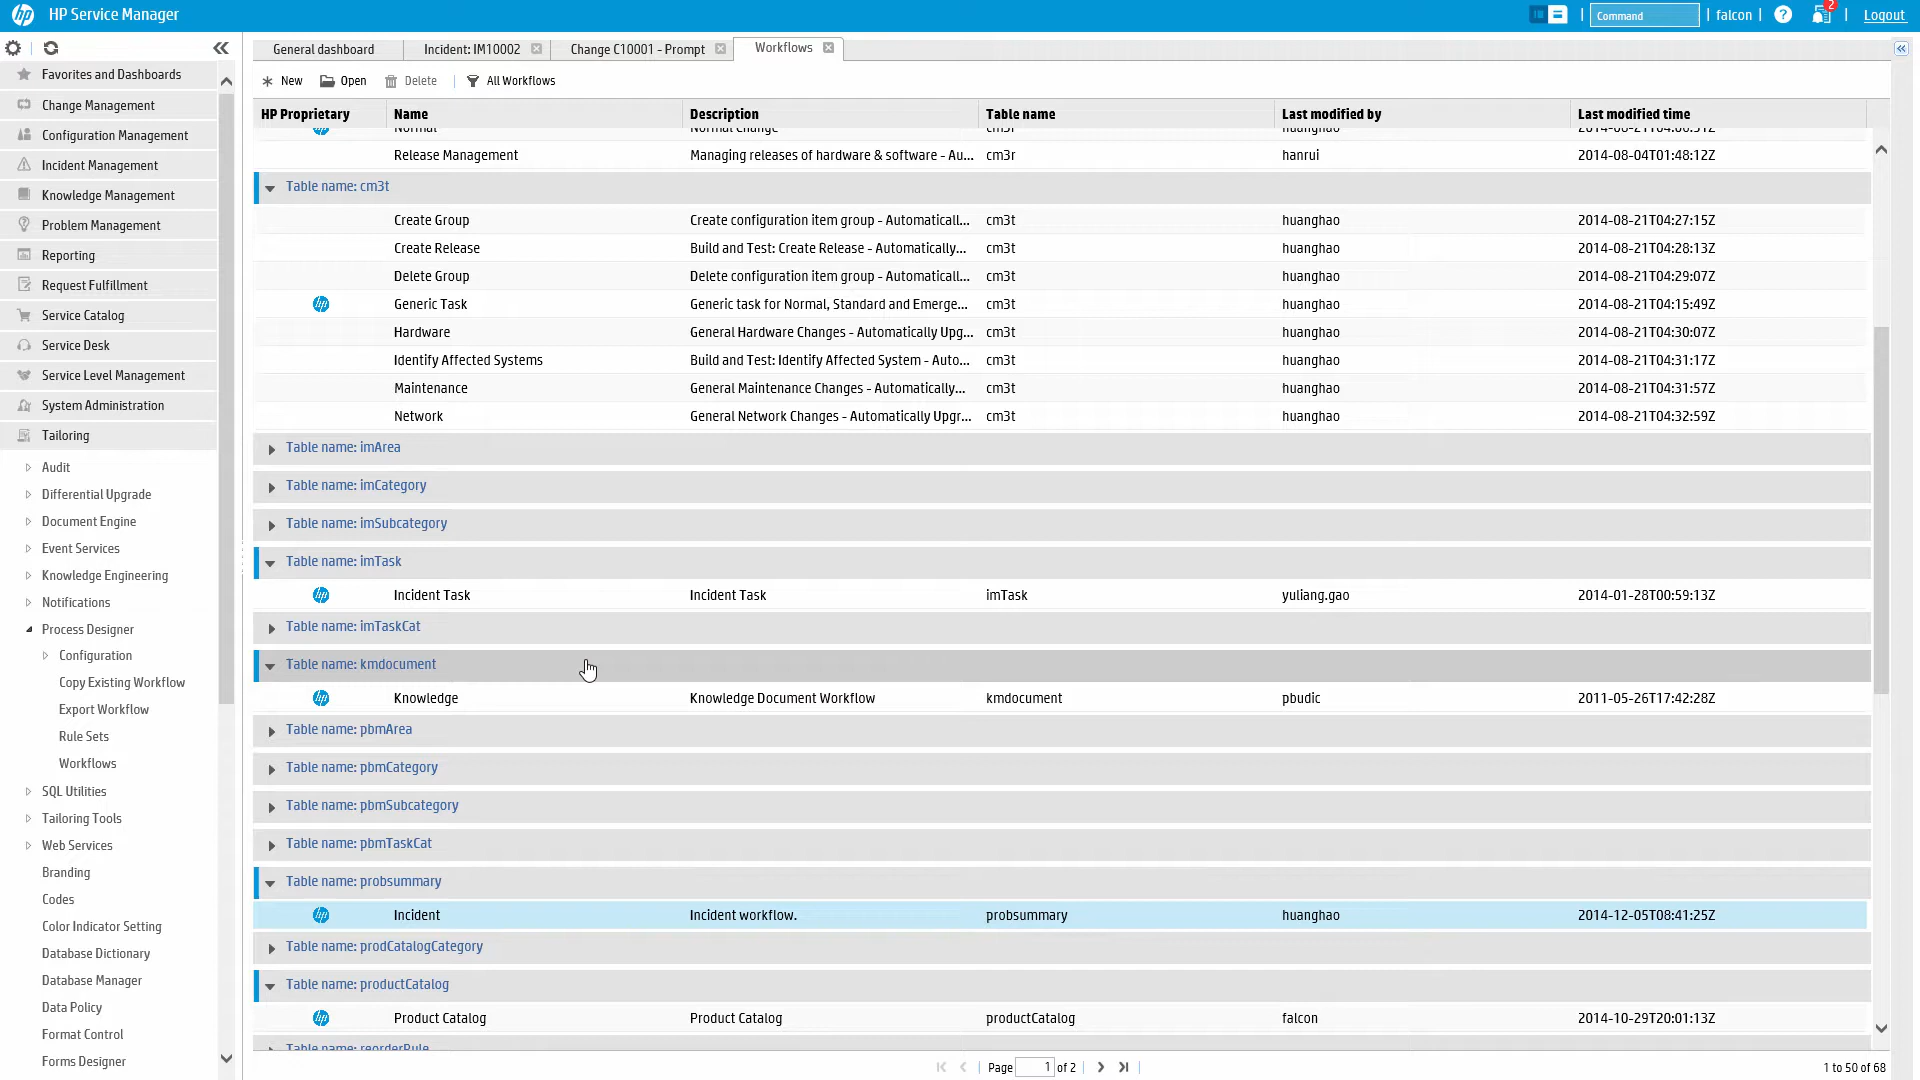 HP Service Manager
Command
falcon
2
Logout
General dashboard
Incident: IM10002
Change C10001 - Prompt
Workflows
New
Open
Delete
All Workflows
HP Proprietary Name Description Table name Last modified by Last modified time
Normal Normal Change cm3r huanghao 2014-08-21T04:06:31Z
Release Management Managing releases of hardware & software - Au... cm3r hanrui 2014-08-04T01:48:12Z
Table name: cm3t
Create Group Create configuration item group - Automaticall... cm3t huanghao 2014-08-21T04:27:15Z
Create Release Build and Test: Create Release - Automatically... cm3t huanghao 2014-08-21T04:28:13Z
Delete Group Delete configuration item group - Automaticall... cm3t huanghao 2014-08-21T04:29:07Z
Generic Task Generic task for Normal, Standard and Emerge... cm3t huanghao 2014-08-21T04:15:49Z
Hardware General Hardware Changes - Automatically Upg... cm3t huanghao 2014-08-21T04:30:07Z
Identify Affected Systems Build and Test: Identify Affected System - Auto... cm3t huanghao 2014-08-21T04:31:17Z
Maintenance General Maintenance Changes - Automatically... cm3t huanghao 2014-08-21T04:31:57Z
Network General Network Changes - Automatically Upgr... cm3t huanghao 2014-08-21T04:32:59Z
Table name: imArea
Table name: imCategory
Table name: imSubcategory
Table name: imTask
Incident Task Incident Task imTask yuliang.gao 2014-01-28T00:59:13Z
Table name: imTaskCat
Table name: kmdocument
Knowledge Knowledge Document Workflow kmdocument pbudic 2011-05-26T17:42:28Z
Table name: pbmArea
Table name: pbmCategory
Table name: pbmSubcategory
Table name: pbmTaskCat
Table name: probsummary
Incident Incident workflow. probsummary huanghao 2014-12-05T08:41:25Z
Table name: prodCatalogCategory
Table name: productCatalog
Product Catalog Product Catalog productCatalog falcon 2014-10-29T20:01:13Z
Table name: reorderRule
Page 1 of 2
1 to 50 of 68
Favorites and Dashboards
Change Management
Configuration Management
Incident Management
Knowledge Management
Problem Management
Reporting
Request Fulfillment
Service Catalog
Service Desk
Service Level Management
System Administration
Tailoring
Audit
Differential Upgrade
Document Engine
Event Services
Knowledge Engineering
Notifications
Process Designer
Configuration
Copy Existing Workflow
Export Workflow
Rule Sets
Workflows
SQL Utilities
Tailoring Tools
Web Services
Branding
Codes
Color Indicator Setting
Database Dictionary
Database Manager
Data Policy
Format Control
Forms Designer